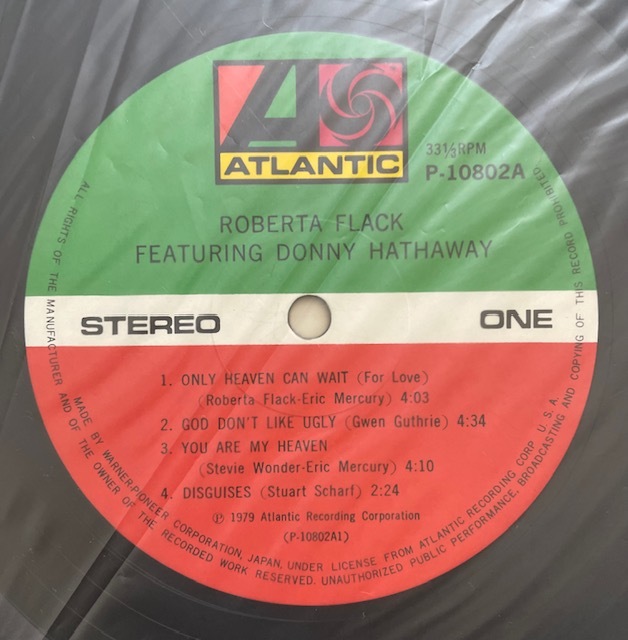 ATLANTIC
33⅓RPM
P-10802A
ROBERTA FLACK
FEATURING DONNY HATHAWAY
STEREO
ONE
1. ONLY HEAVEN CAN WAIT (For Love)
(Roberta Flack-Eric Mercury) 4:03
2. GOD DON'T LIKE UGLY (Gwen Guthrie) 4:34
3. YOU ARE MY HEAVEN
(Stevie Wonder-Eric Mercury) 4:10
4. DISGUISES (Stuart Scharf) 2:24
Ⓟ 1979 Atlantic Recording Corporation
(P-10802A1)
MADE BY WARNER-PIONEER CORPORATION, JAPAN, UNDER LICENSE FROM ATLANTIC RECORDING CORP U.S.A.
ALL RIGHTS OF THE MANUFACTURER AND OF THE OWNER OF THE RECORDED WORK RESERVED. UNAUTHORIZED PUBLIC PERFORMANCE, BROADCASTING AND COPYING OF THIS RECORD PROHIBITED.